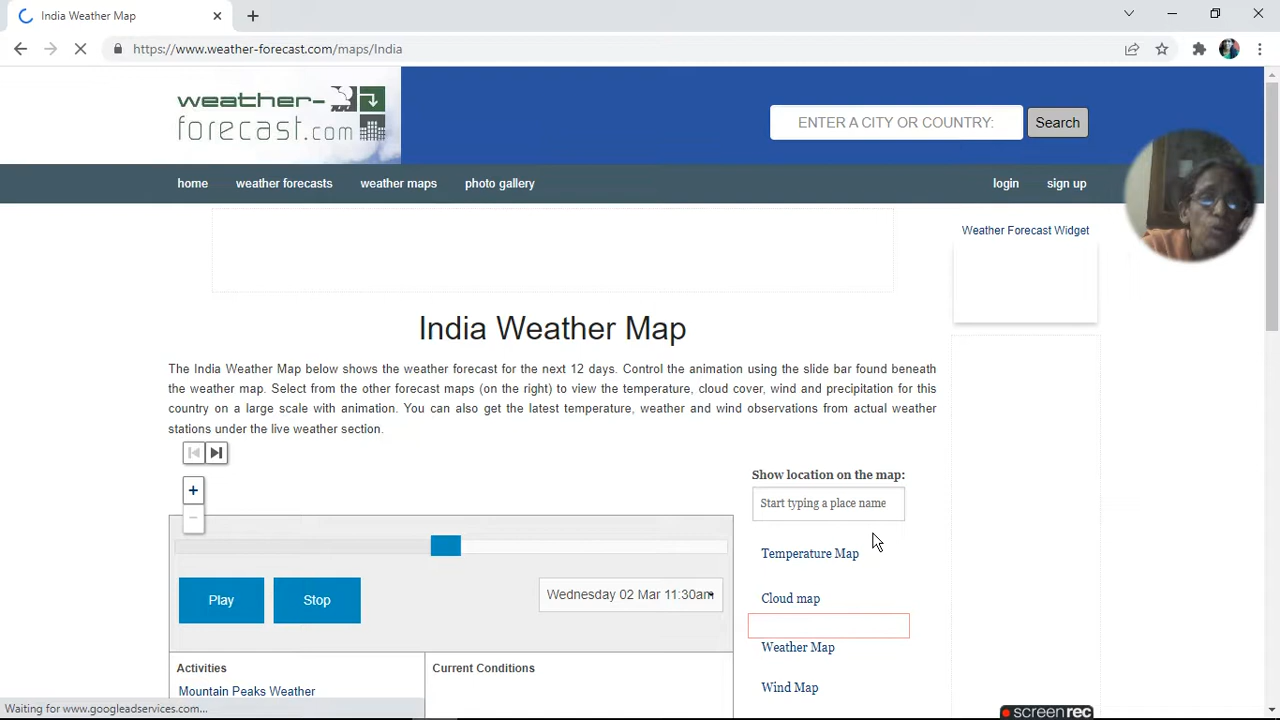 India Weather Map
https://www.weather-forecast.com/maps/India
weather-
forecast.com
ENTER A CITY OR COUNTRY:
Search
home
weather forecasts
weather maps
photo gallery
login
sign up
Weather Forecast Widget
India Weather Map
The India Weather Map below shows the weather forecast for the next 12 days. Control the animation using the slide bar found beneath
the weather map. Select from the other forecast maps (on the right) to view the temperature, cloud cover, wind and precipitation for this
country on a large scale with animation. You can also get the latest temperature, weather and wind observations from actual weather
stations under the live weather section.
+
−
Show location on the map:
Start typing a place name
Temperature Map
Cloud map
Weather Map
Wind Map
Play
Stop
Wednesday 02 Mar 11:30am
Activities
Current Conditions
Mountain Peaks Weather
Waiting for www.googleadservices.com...
screenrec